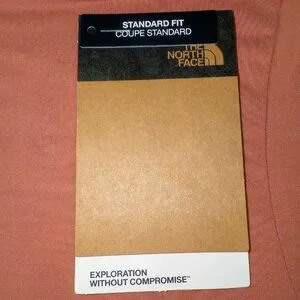 STANDARD FIT
COUPE STANDARD
THE
NORTH
FACE
EXPLORATION
WITHOUT COMPROMISE™